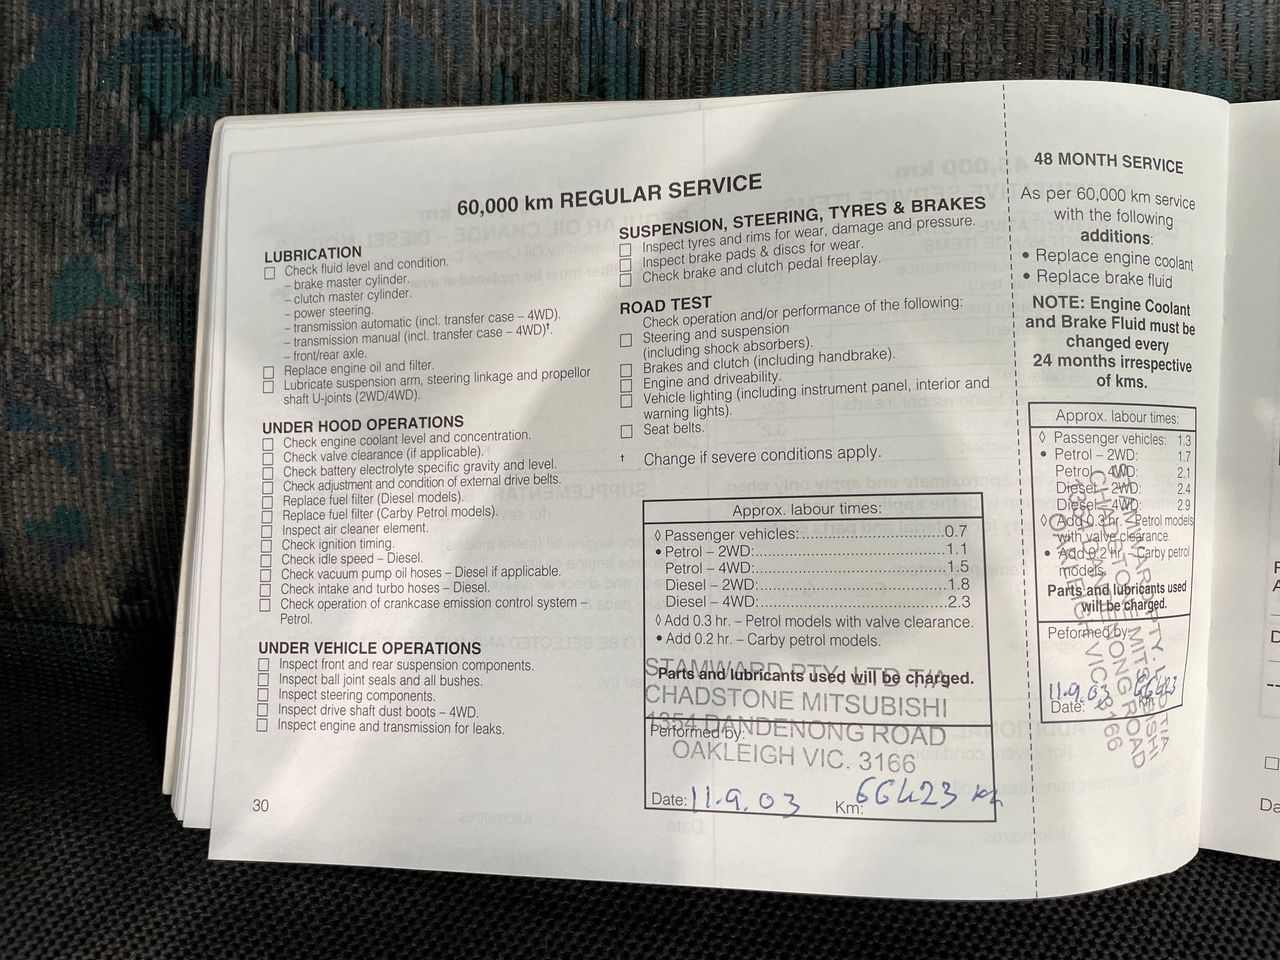 60,000 km REGULAR SERVICE
LUBRICATION
Check fluid level and condition.
– brake master cylinder.
– clutch master cylinder.
– power steering.
– transmission automatic (incl. transfer case – 4WD).
– transmission manual (incl. transfer case – 4WD)†.
– front/rear axle.
Replace engine oil and filter.
Lubricate suspension arm, steering linkage and propellor
shaft U-joints (2WD/4WD).
UNDER HOOD OPERATIONS
Check engine coolant level and concentration.
Check valve clearance (if applicable).
Check battery electrolyte specific gravity and level.
Check adjustment and condition of external drive belts.
Replace fuel filter (Diesel models).
Replace fuel filter (Carby Petrol models).
Inspect air cleaner element.
Check ignition timing.
Check idle speed – Diesel.
Check vacuum pump oil hoses – Diesel if applicable.
Check intake and turbo hoses – Diesel.
Check operation of crankcase emission control system –
Petrol.
UNDER VEHICLE OPERATIONS
Inspect front and rear suspension components.
Inspect ball joint seals and all bushes.
Inspect steering components.
Inspect drive shaft dust boots – 4WD.
Inspect engine and transmission for leaks.
30
SUSPENSION, STEERING, TYRES & BRAKES
Inspect tyres and rims for wear, damage and pressure.
Inspect brake pads & discs for wear.
Check brake and clutch pedal freeplay.
ROAD TEST
Check operation and/or performance of the following:
Steering and suspension
(including shock absorbers).
Brakes and clutch (including handbrake).
Engine and driveability.
Vehicle lighting (including instrument panel, interior and
warning lights).
Seat belts.
† Change if severe conditions apply.
Approx. labour times:
◊ Passenger vehicles:.................................0.7
• Petrol – 2WD:.................................1.1
Petrol – 4WD:.................................1.5
Diesel – 2WD:.................................1.8
Diesel – 4WD:.................................2.3
◊ Add 0.3 hr. – Petrol models with valve clearance.
• Add 0.2 hr. – Carby petrol models.
Parts and lubricants used will be charged.
STAMWARD PTY. LTD T/A
CHADSTONE MITSUBISHI
1354 DANDENONG ROAD
OAKLEIGH VIC. 3166
Performed by:
Date: 11.9.03 Km: 66423 km
48 MONTH SERVICE
As per 60,000 km service
with the following
additions:
• Replace engine coolant
• Replace brake fluid
NOTE: Engine Coolant
and Brake Fluid must be
changed every
24 months irrespective
of kms.
Approx. labour times:
◊ Passenger vehicles: 1.3
• Petrol – 2WD: 1.7
Petrol – 4WD: 2.1
Diesel – 2WD: 2.4
Diesel – 4WD: 2.9
◊ Add 0.3 hr. – Petrol models
with valve clearance.
• Add 0.2 hr. – Carby petrol
models.
Parts and lubricants used
will be charged.
Peformed by:
STAMWARD PTY. LTD T/A
CHADSTONE MITSUBISHI
1354 DANDENONG ROAD
OAKLEIGH VIC. 3166
11.9.03 66423
Date: Km: